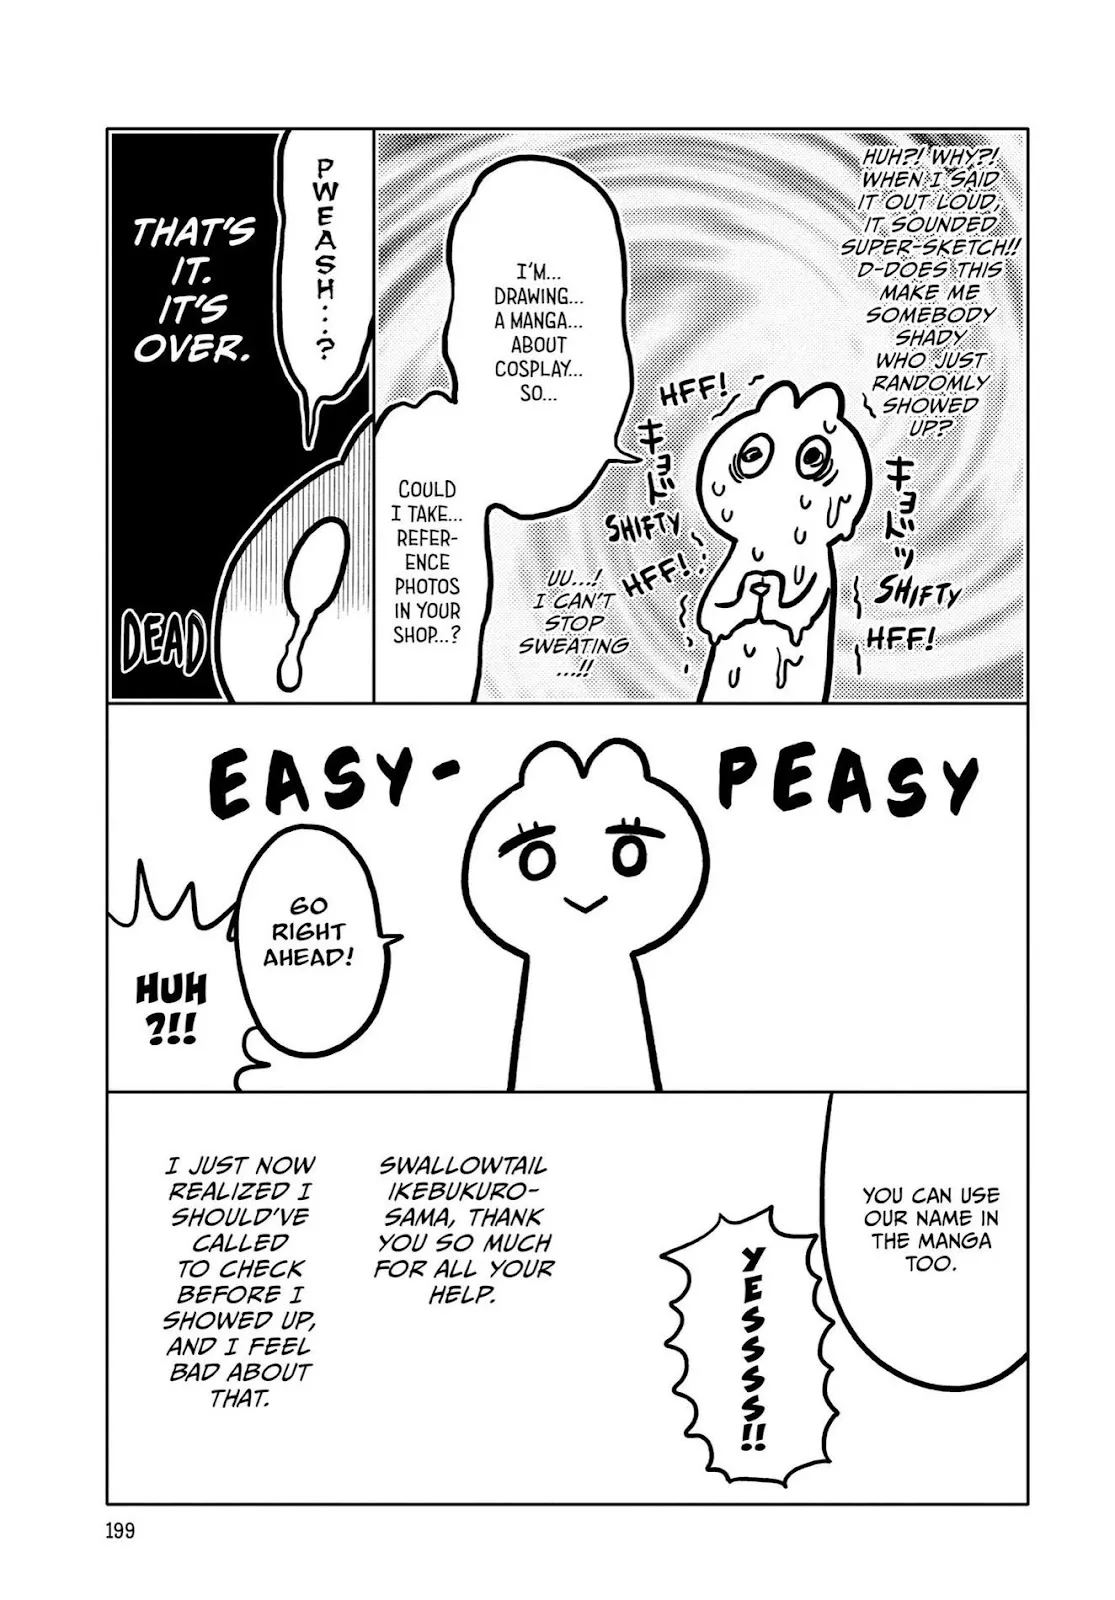 HUH?! WHY?!
WHEN I SAID
IT OUT LOUD,
IT SOUNDED
SUPER-SKETCH!!
D-DOES THIS
MAKE ME
SOMEBODY
SHADY
WHO JUST
RANDOMLY
SHOWED
UP?
HFF!
キョドッ
SHIFTY
HFF!
HFF!
キョドッ
SHIFTY
I'M...
DRAWING...
A MANGA...
ABOUT
COSPLAY...
SO...
UU...!
I CAN'T
STOP
SWEATING
...!!
COULD
I TAKE...
REFER-
ENCE
PHOTOS
IN YOUR
SHOP...?
PWEASH...?
THAT'S
IT.
IT'S
OVER.
DEAD
EASY-PEASY
GO
RIGHT
AHEAD!
HUH
?!!
YOU CAN USE
OUR NAME IN
THE MANGA
TOO.
YESSSS!!
SWALLOWTAIL
IKEBUKURO-
SAMA, THANK
YOU SO MUCH
FOR ALL YOUR
HELP.
I JUST NOW
REALIZED I
SHOULD'VE
CALLED
TO CHECK
BEFORE I
SHOWED UP,
AND I FEEL
BAD ABOUT
THAT.
199